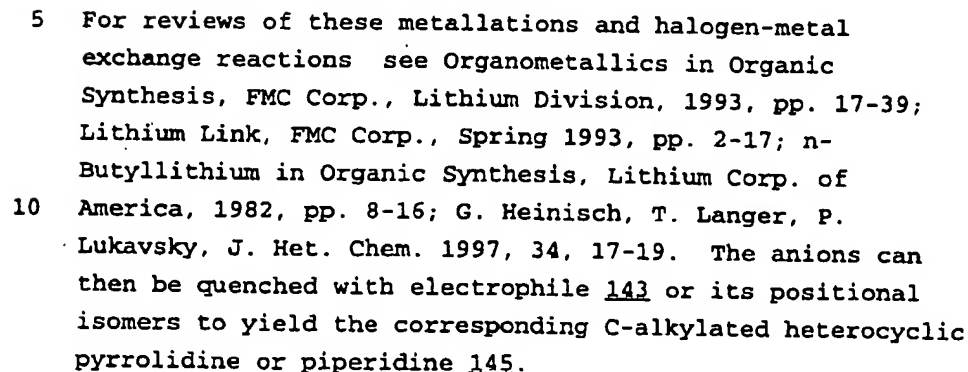 5 For reviews of these metallations and halogen-metal
exchange reactions see Organometallics in Organic
Synthesis, FMC Corp., Lithium Division, 1993, pp. 17-39;
Lithium Link, FMC Corp., Spring 1993, pp. 2-17; n-
Butyllithium in Organic Synthesis, Lithium Corp. of
10 America, 1982, pp. 8-16; G. Heinisch, T. Langer, P.
Lukavsky, J. Het. Chem. 1997, 34, 17-19. The anions can
then be quenched with electrophile 143 or its positional
isomers to yield the corresponding C-alkylated heterocyclic
pyrrolidine or piperidine 145.